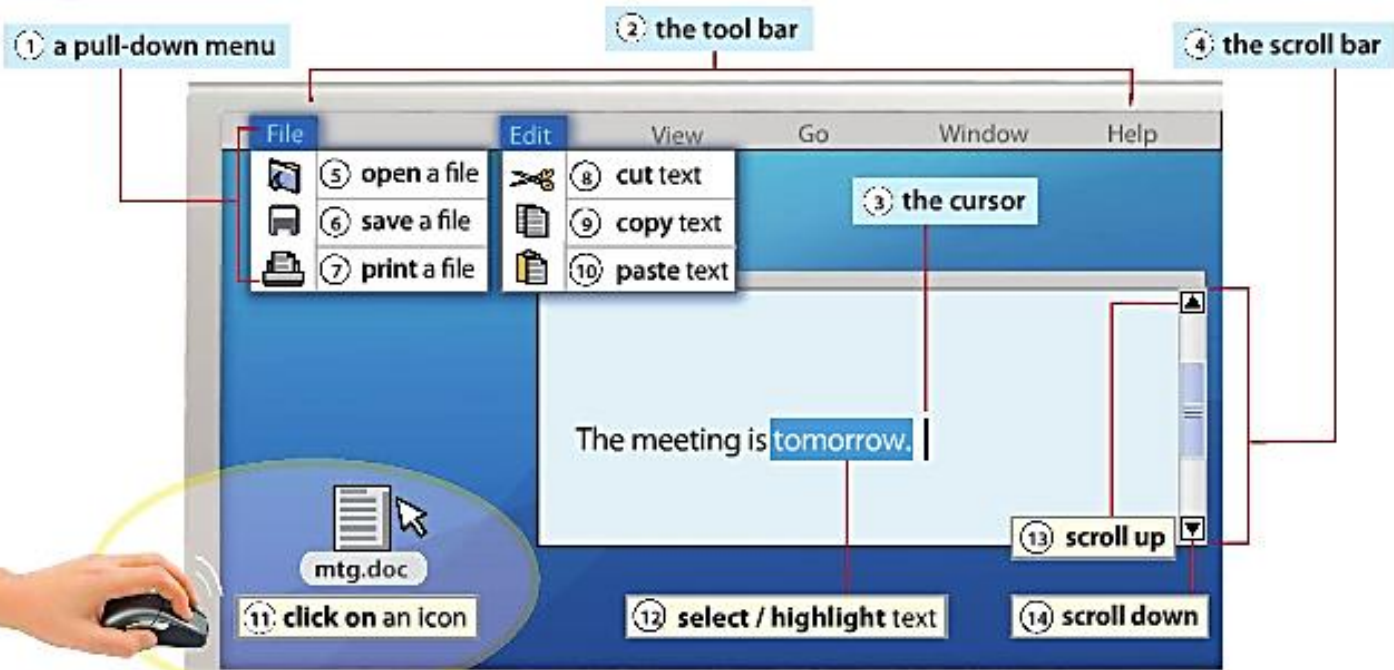 ② the tool bar
① a pull-down menu
④ the scroll bar
File Edit View Go Window Help
⑤ open a file
⑧ cut text
⑥ save a file
③ the cursor
⑨ copy text
⑦ print a file
⑩ paste text
The meeting is tomorrow.
⑬ scroll up
mtg.doc
⑪ click on an icon
⑫ select / highlight text
⑭ scroll down